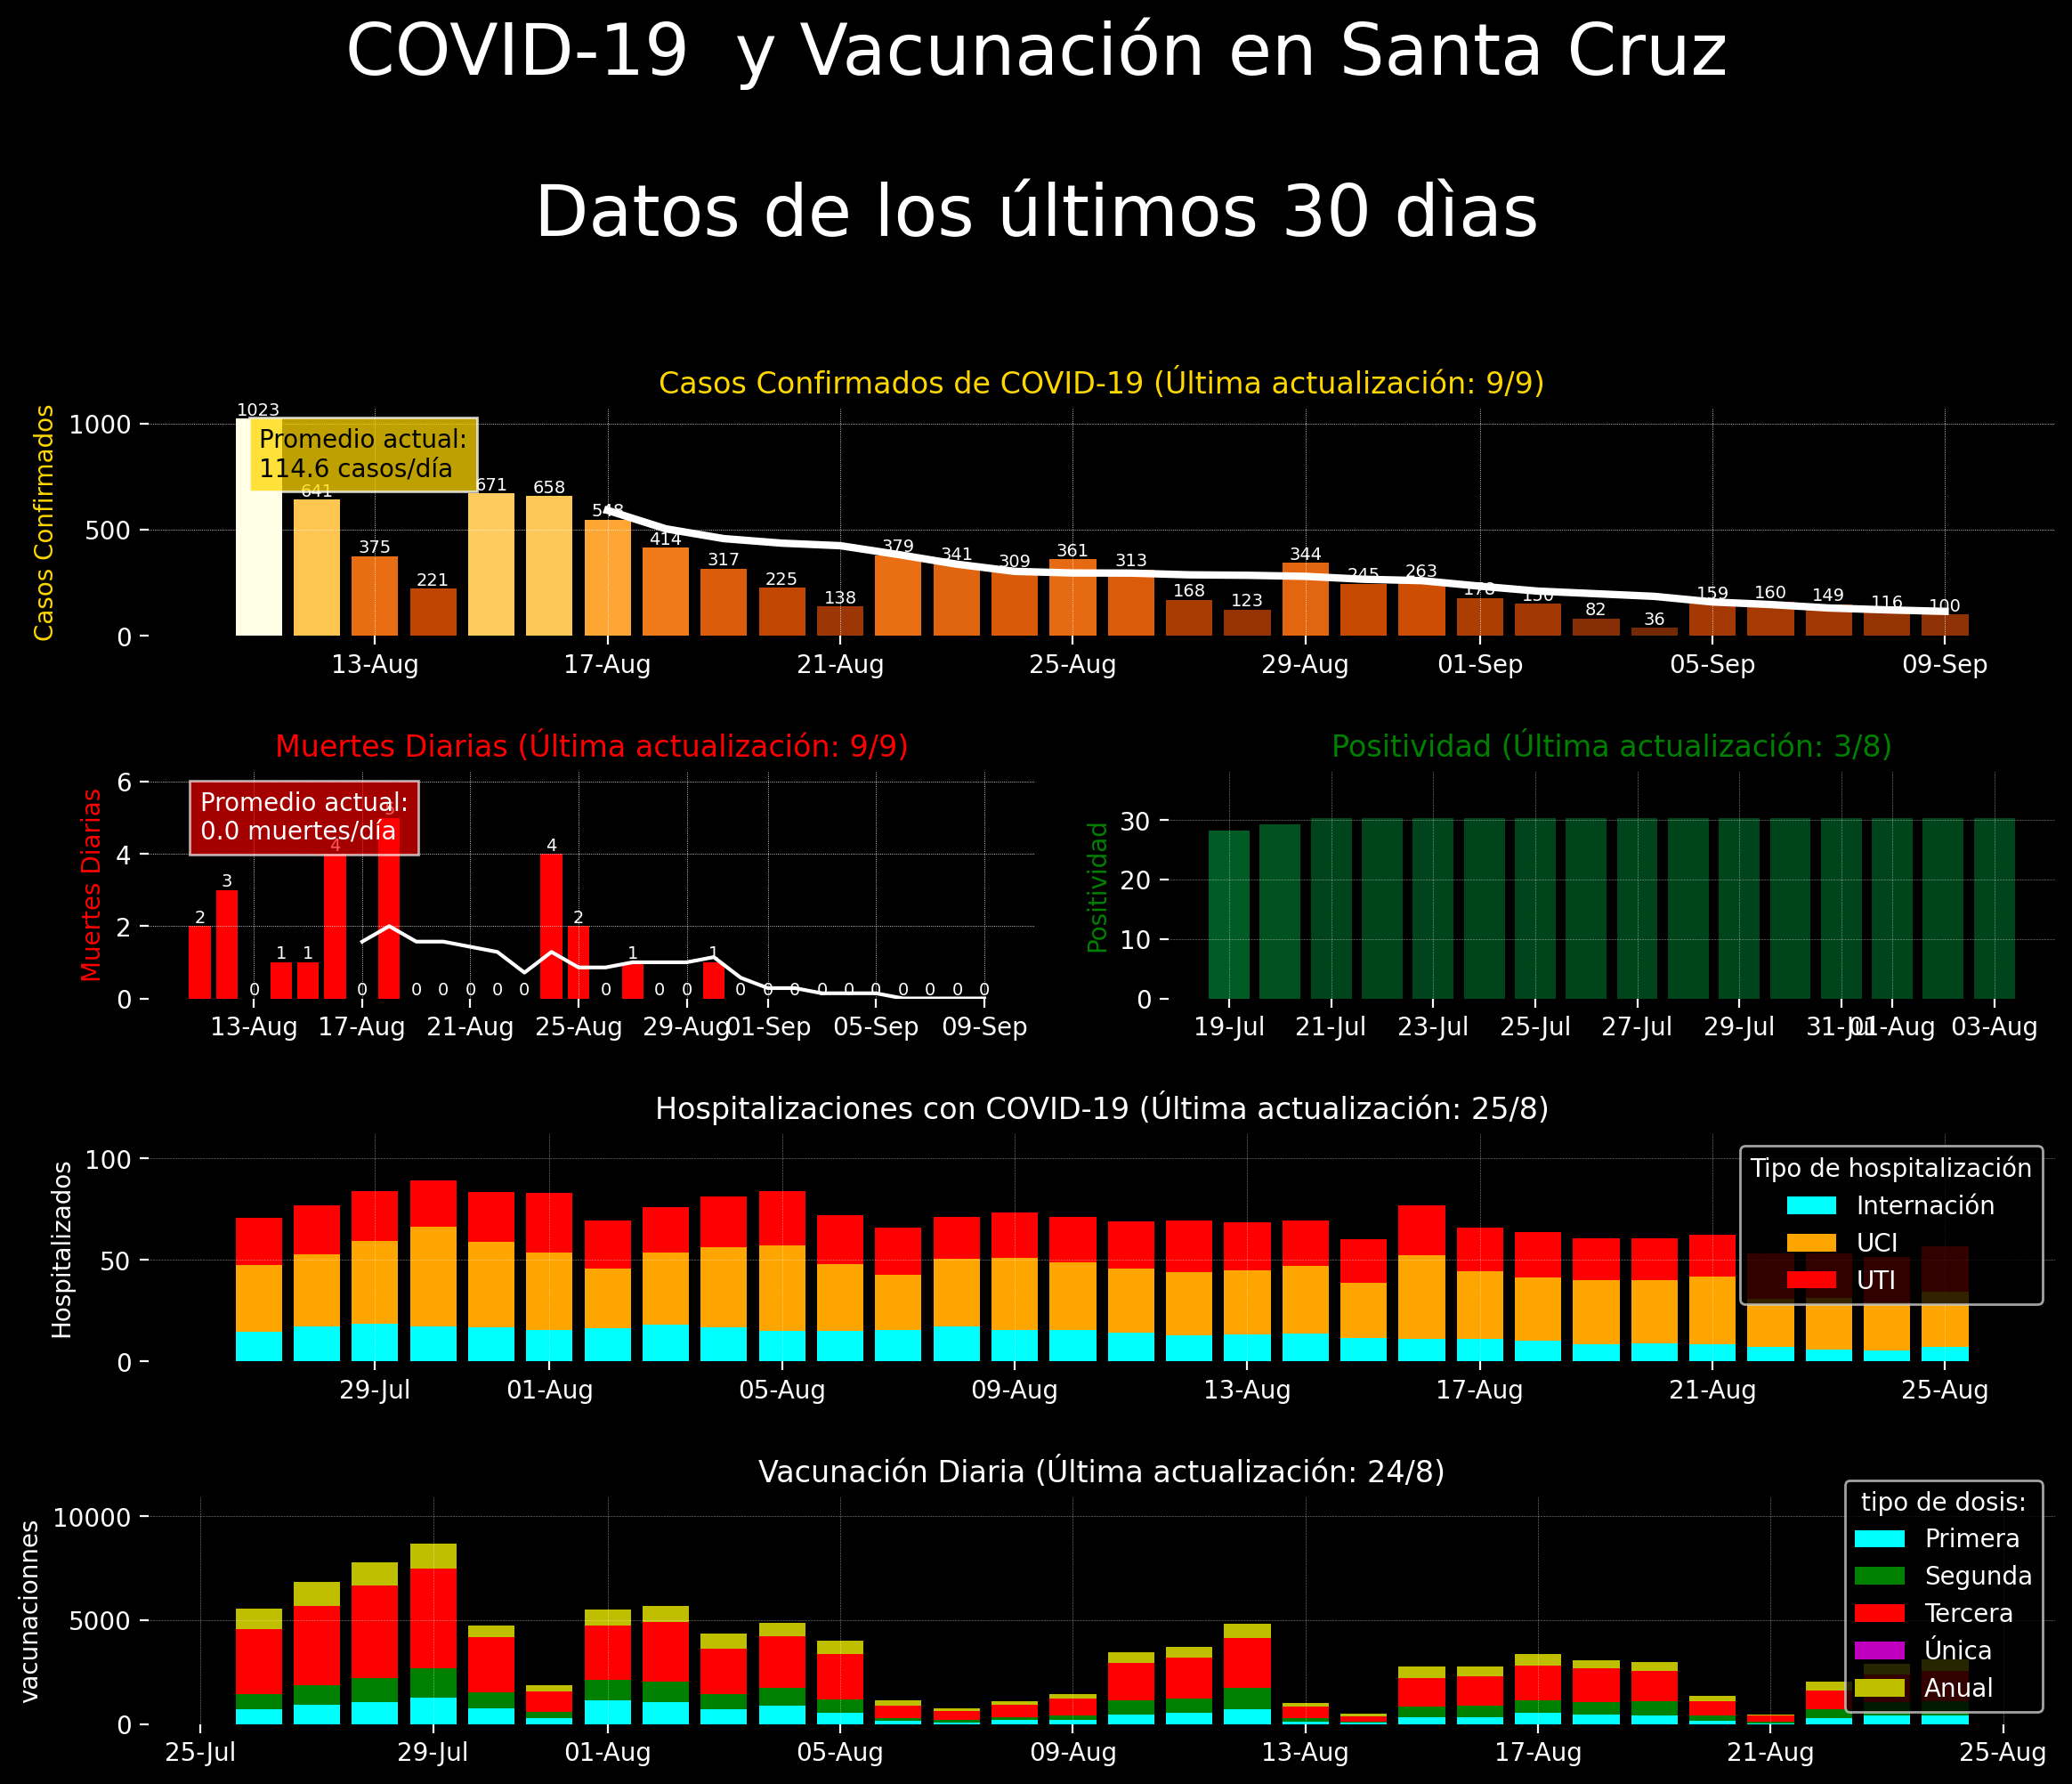 COVID-19  y Vacunación en Santa Cruz
Datos de los últimos 30 dìas
Casos Confirmados de COVID-19 (Última actualización: 9/9)
Casos Confirmados
1000
500
0
Promedio actual:
114.6 casos/día
1023 641 375 221 671 658 548 414 317 225 138 379 341 309 361 313 168 123 344 245 263 178 150 82 36 159 160 149 116 100
13-Aug 17-Aug 21-Aug 25-Aug 29-Aug 01-Sep 05-Sep 09-Sep
Muertes Diarias (Última actualización: 9/9)
Muertes Diarias
6
4
2
0
Promedio actual:
0.0 muertes/día
2 3 0 1 1 4 0 5 0 0 0 0 0 4 2 0 1 0 0 1 0 0 0 0 0 0 0 0 0 0
13-Aug 17-Aug 21-Aug 25-Aug 29-Aug 01-Sep 05-Sep 09-Sep
Positividad (Última actualización: 3/8)
Positividad
30
20
10
0
19-Jul 21-Jul 23-Jul 25-Jul 27-Jul 29-Jul 31-Jul 01-Aug 03-Aug
Hospitalizaciones con COVID-19 (Última actualización: 25/8)
Hospitalizados
100
50
0
Tipo de hospitalización
Internación
UCI
UTI
29-Jul 01-Aug 05-Aug 09-Aug 13-Aug 17-Aug 21-Aug 25-Aug
Vacunación Diaria (Última actualización: 24/8)
vacunacionnes
10000
5000
0
tipo de dosis:
Primera
Segunda
Tercera
Única
Anual
25-Jul 29-Jul 01-Aug 05-Aug 09-Aug 13-Aug 17-Aug 21-Aug 25-Aug